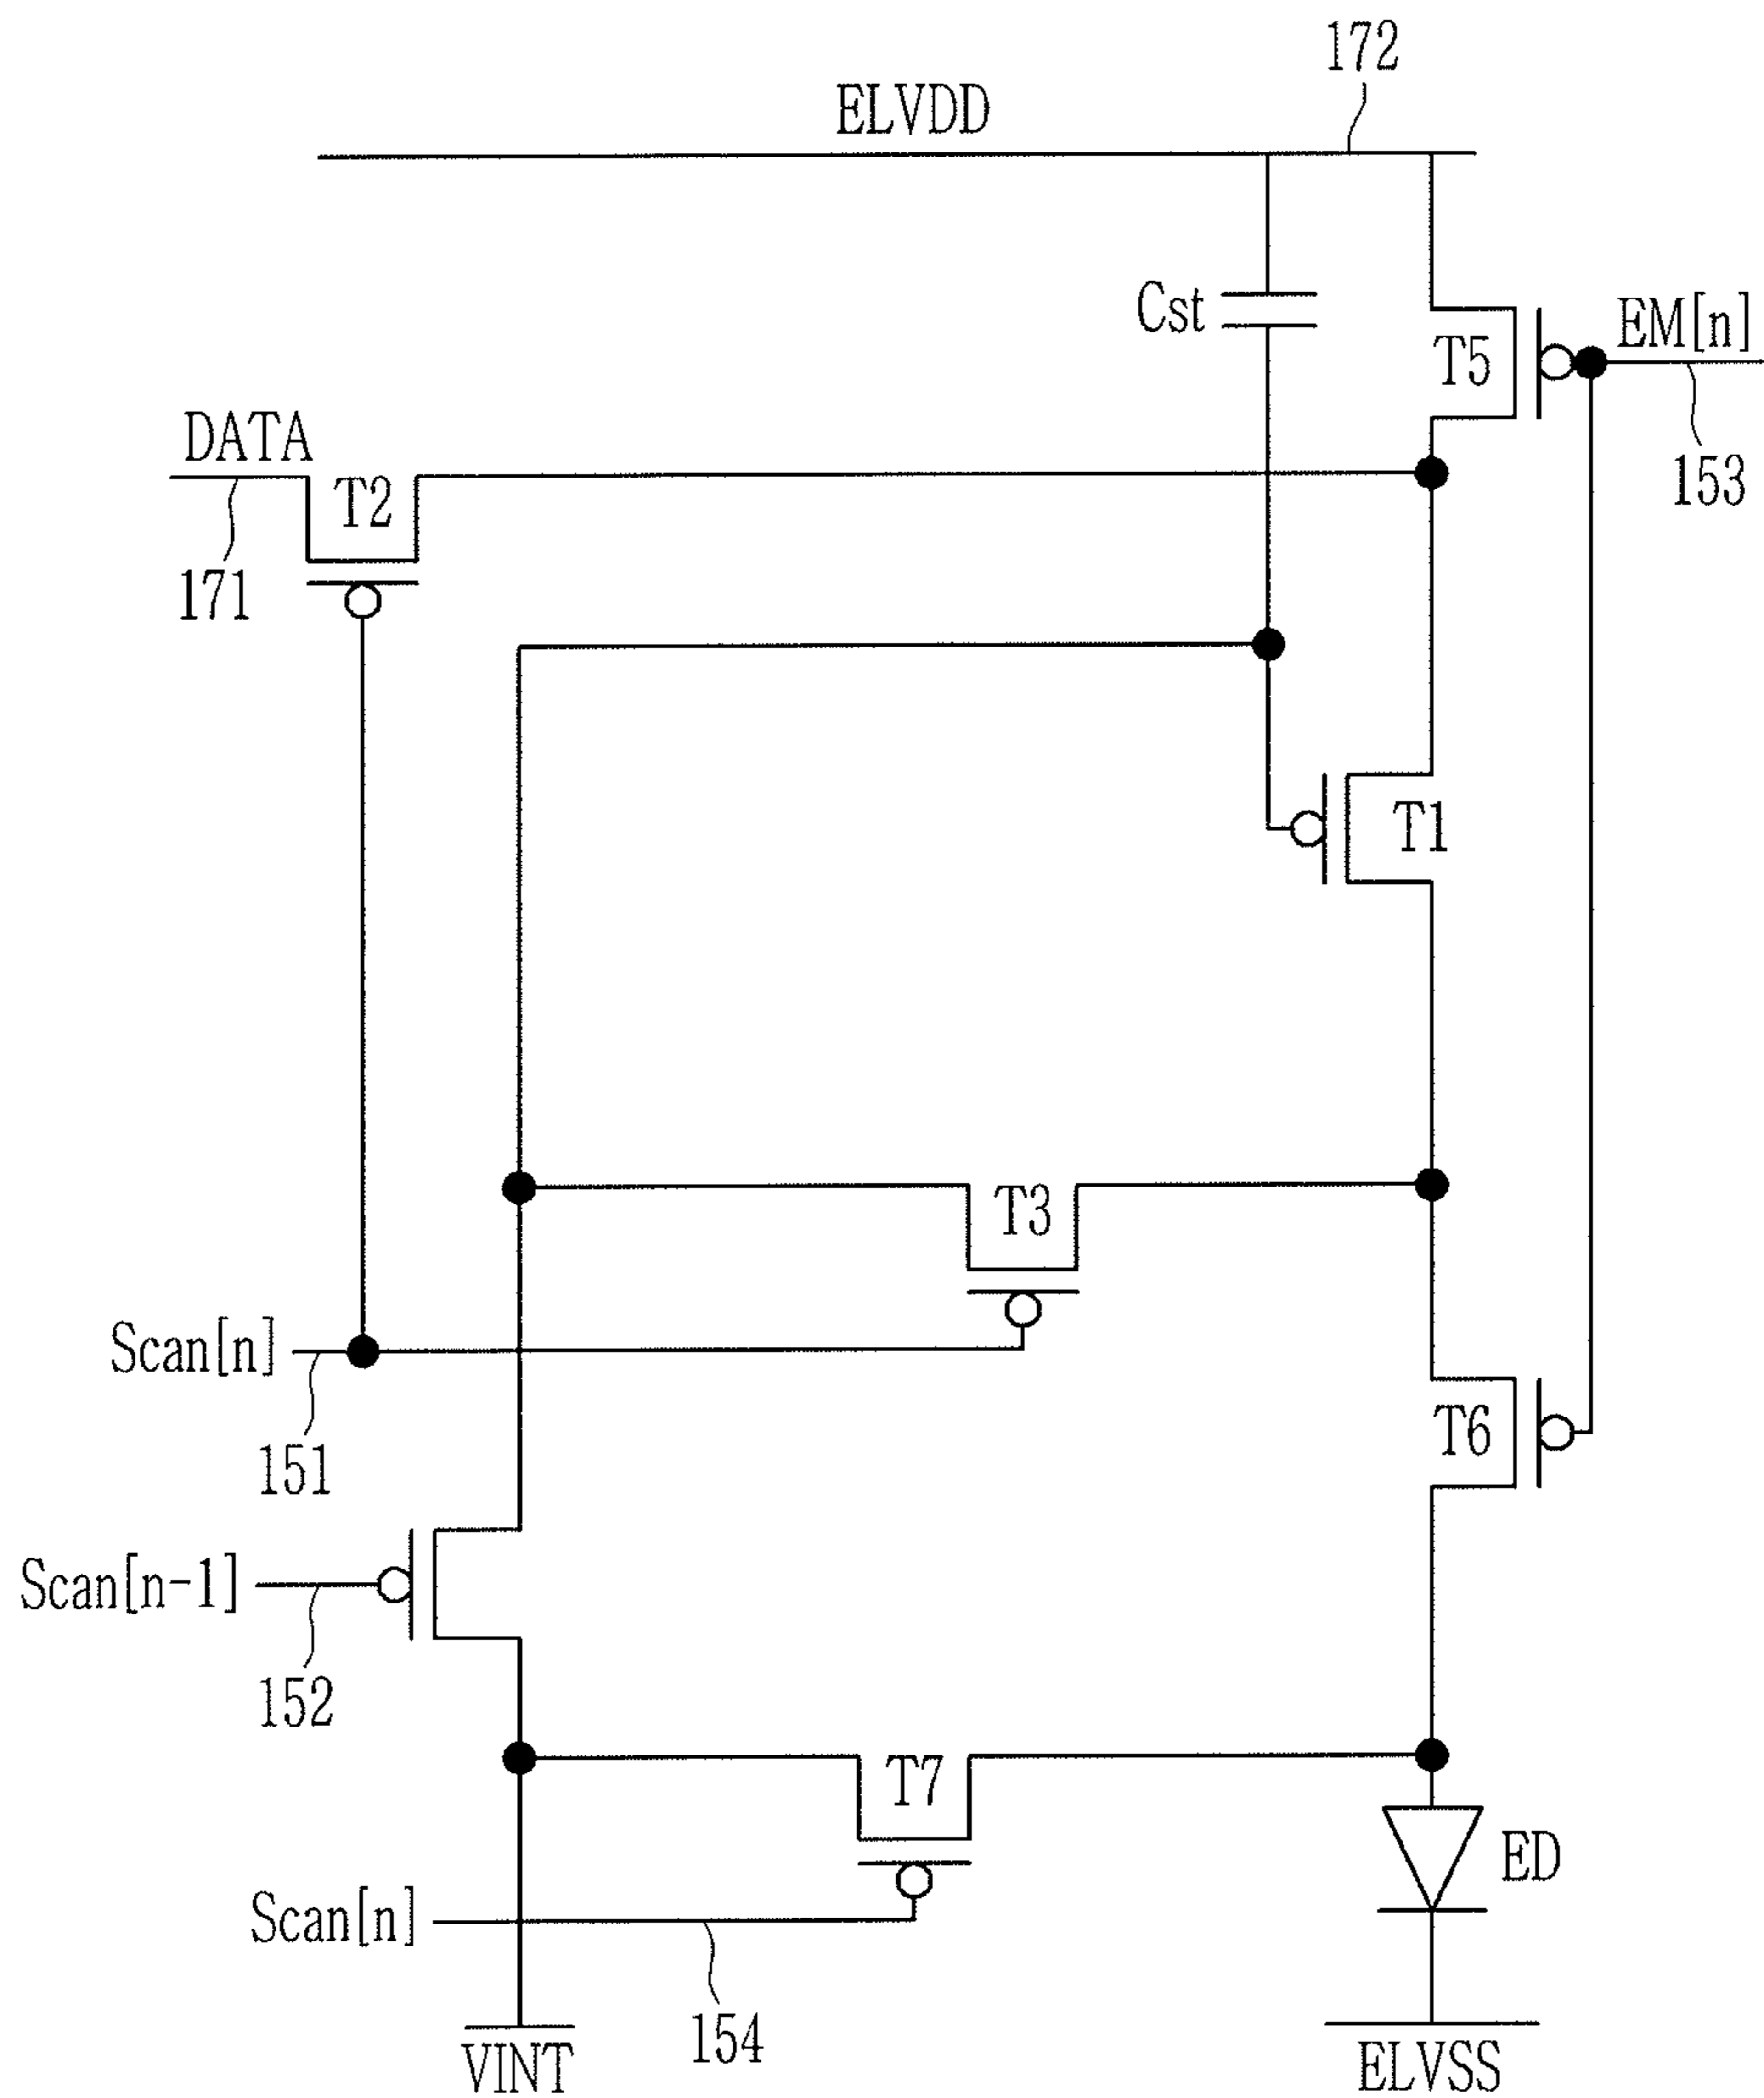 172
ELVDD
Cst
T5
EM[n]
153
DATA
T2
171
T1
T3
Scan[n]
151
T6
Scan[n-1]
152
T7
ED
Scan[n]
154
VINT
ELVSS